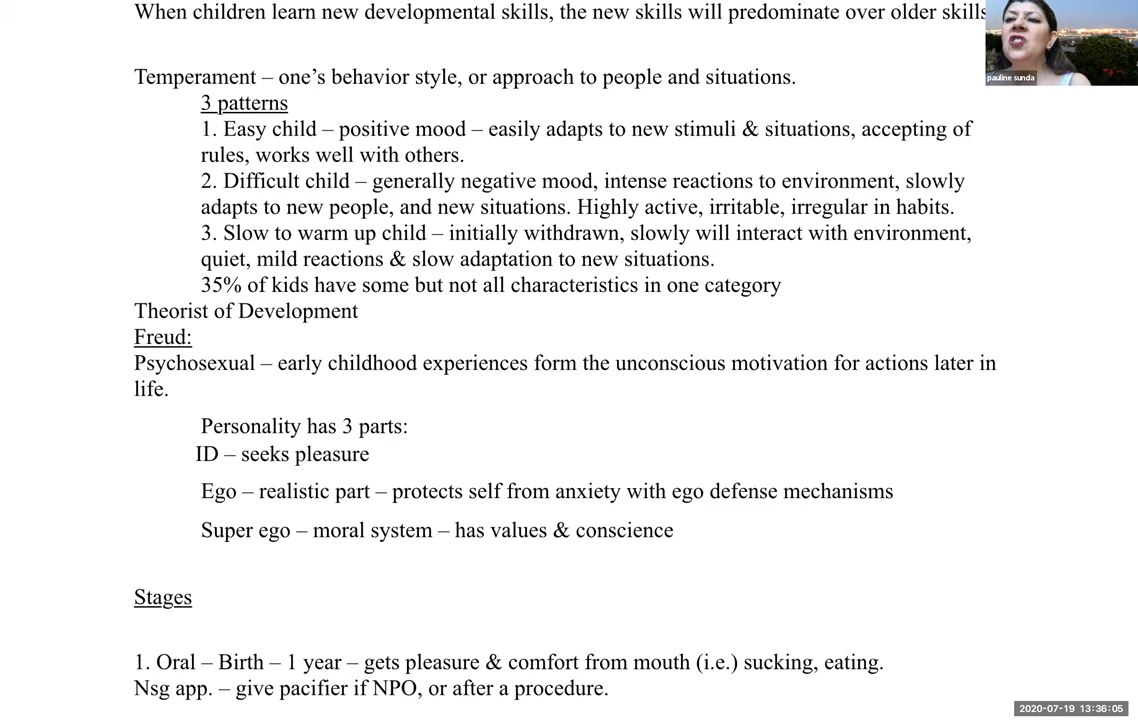 When children learn new developmental skills, the new skills will predominate over older skills
pauline sunda
Temperament – one’s behavior style, or approach to people and situations.
3 patterns
1. Easy child – positive mood – easily adapts to new stimuli & situations, accepting of
rules, works well with others.
2. Difficult child – generally negative mood, intense reactions to environment, slowly
adapts to new people, and new situations. Highly active, irritable, irregular in habits.
3. Slow to warm up child – initially withdrawn, slowly will interact with environment,
quiet, mild reactions & slow adaptation to new situations.
35% of kids have some but not all characteristics in one category
Theorist of Development
Freud:
Psychosexual – early childhood experiences form the unconscious motivation for actions later in
life.
Personality has 3 parts:
ID – seeks pleasure
Ego – realistic part – protects self from anxiety with ego defense mechanisms
Super ego – moral system – has values & conscience
Stages
1. Oral – Birth – 1 year – gets pleasure & comfort from mouth (i.e.) sucking, eating.
Nsg app. – give pacifier if NPO, or after a procedure.
2020-07-19 13:36:05